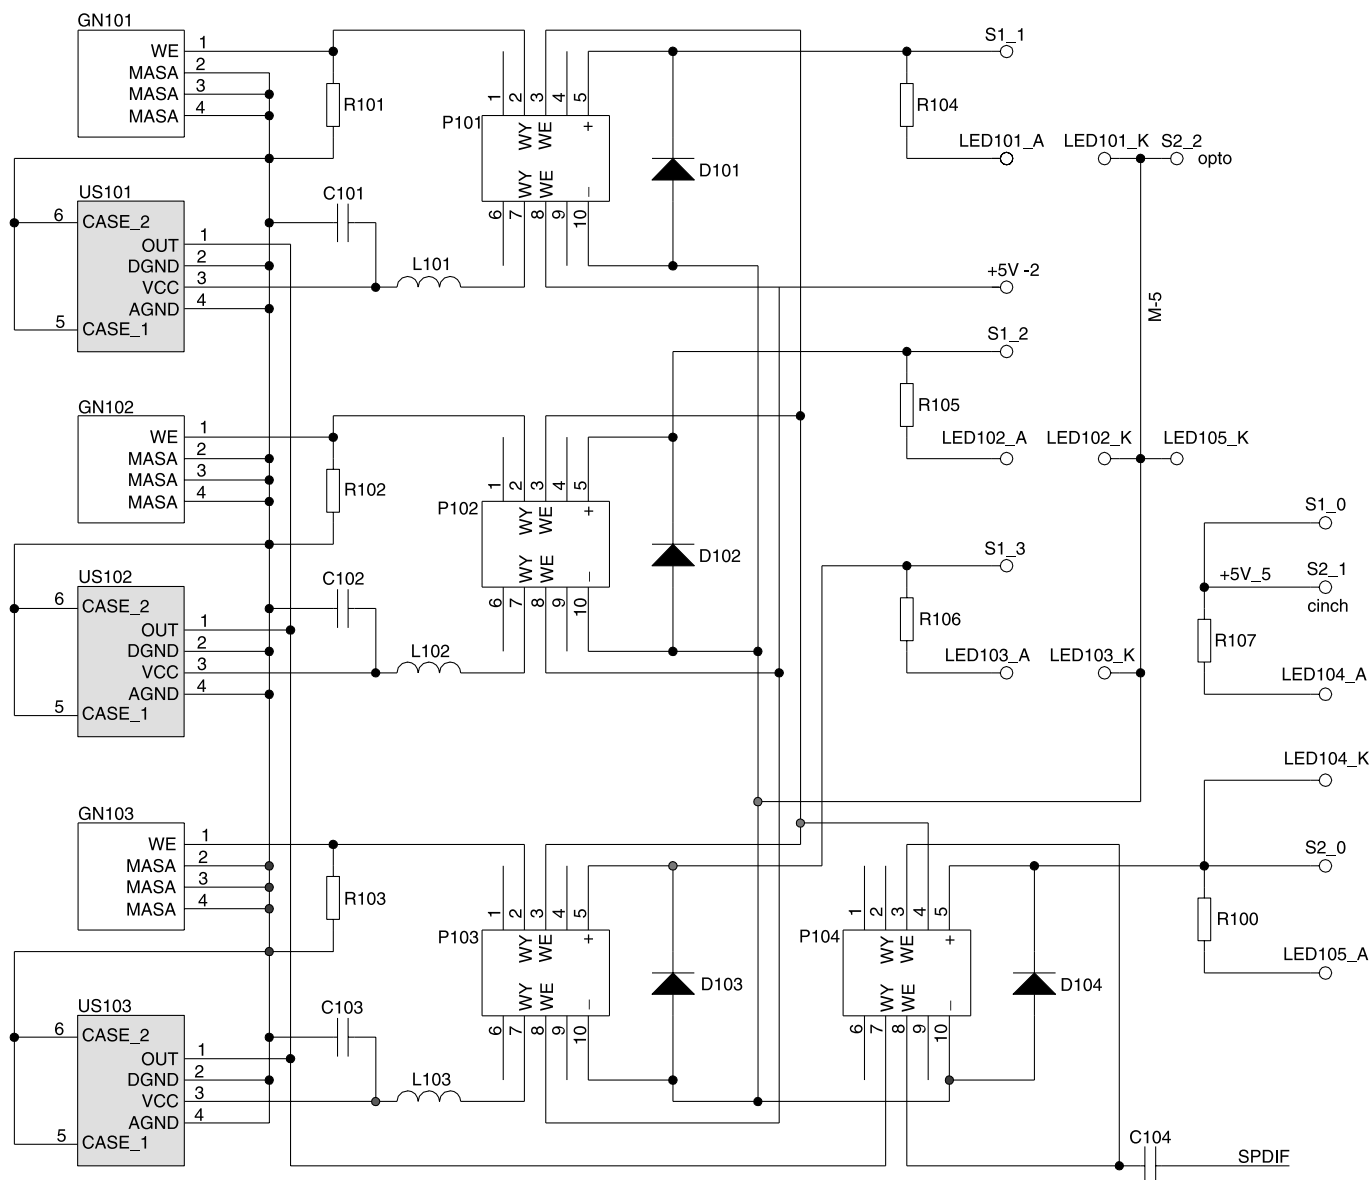 GN101
WE 1
MASA 2
MASA 3
MASA 4
R101
US101
6 CASE_2
OUT 1
DGND 2
VCC 3
AGND 4
5 CASE_1
C101
L101
P101
1 2 3 4 5
WY WE +
WY WE –
6 7 8 9 10
D101
S1_1
R104
LED101_A
LED101_K
S2_2
opto
+5V -2
M-5
S1_2
R105
LED102_A
LED102_K
LED105_K
GN102
WE 1
MASA 2
MASA 3
MASA 4
R102
US102
6 CASE_2
OUT 1
DGND 2
VCC 3
AGND 4
5 CASE_1
C102
L102
P102
1 2 3 4 5
WY WE +
WY WE –
6 7 8 9 10
D102
S1_3
R106
LED103_A
LED103_K
S1_0
+5V_5
S2_1
cinch
R107
LED104_A
LED104_K
S2_0
R100
LED105_A
GN103
WE 1
MASA 2
MASA 3
MASA 4
R103
US103
6 CASE_2
OUT 1
DGND 2
VCC 3
AGND 4
5 CASE_1
C103
L103
P103
1 2 3 4 5
WY WE +
WY WE –
6 7 8 9 10
D103
P104
1 2 3 4 5
WY WE +
WY WE –
6 7 8 9 10
D104
C104
SPDIF